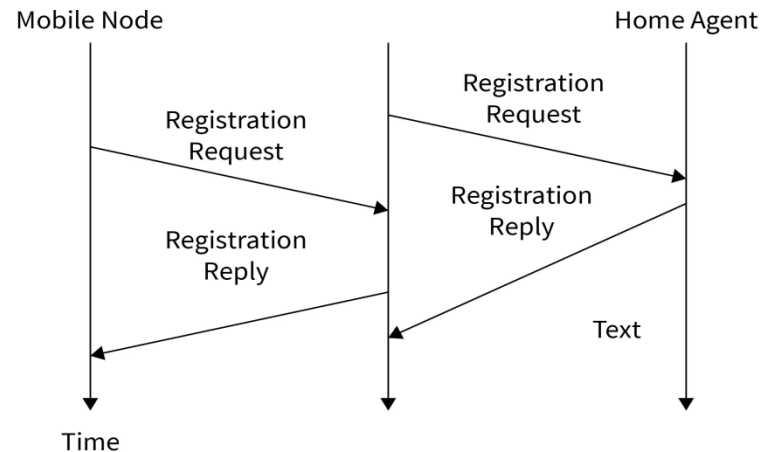 Mobile Node
Home Agent
Registration
Request
Registration
Request
Registration
Reply
Registration
Reply
Text
Time